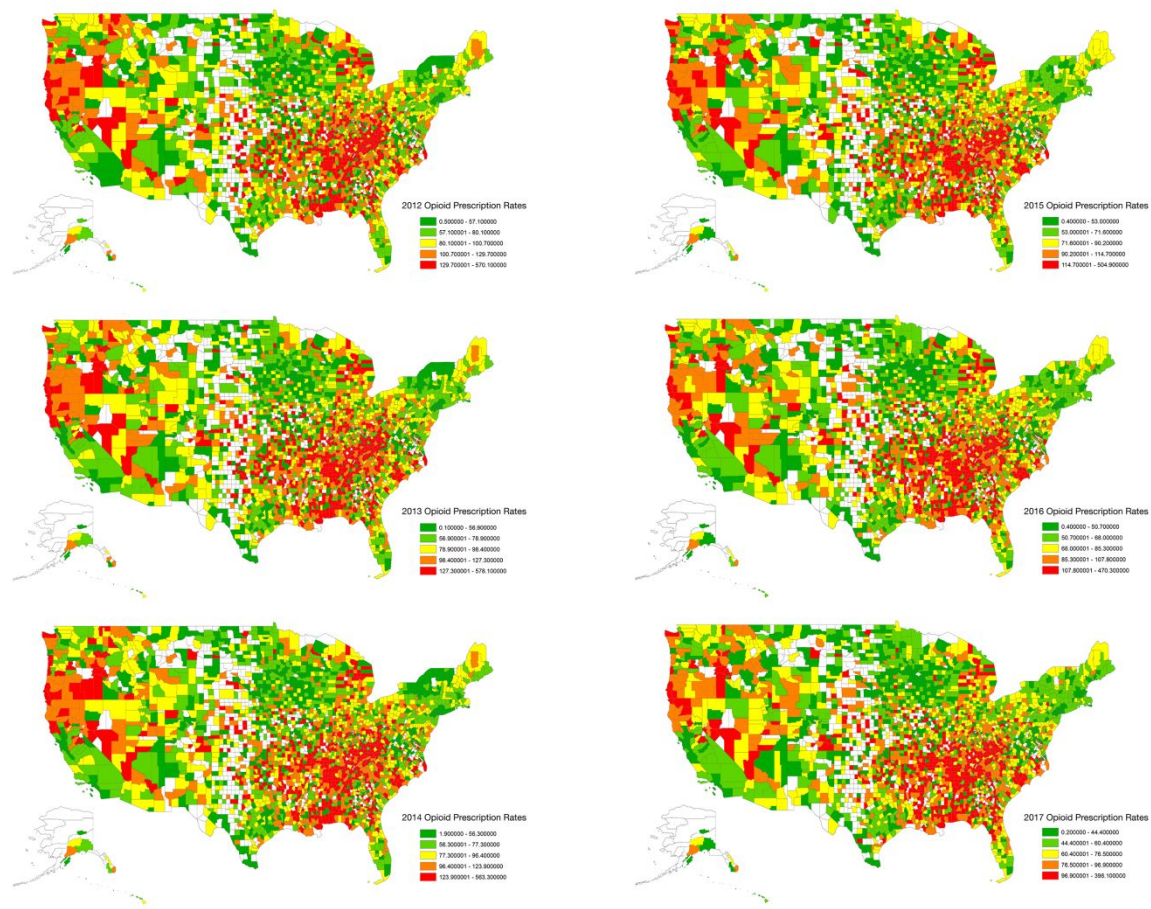 2012 Opioid Prescription Rates
0.500000 - 57.100000
57.100001 - 80.100000
80.100001 - 100.700000
100.700001 - 129.700000
129.700001 - 570.100000
2015 Opioid Prescription Rates
0.400000 - 53.000000
53.000001 - 71.600000
71.600001 - 90.200000
90.200001 - 114.700000
114.700001 - 504.900000
2013 Opioid Prescription Rates
0.100000 - 56.900000
56.900001 - 78.900000
78.900001 - 98.400000
98.400001 - 127.300000
127.300001 - 578.100000
2016 Opioid Prescription Rates
0.400000 - 50.700000
50.700001 - 68.000000
68.000001 - 85.300000
85.300001 - 107.800000
107.800001 - 470.300000
2014 Opioid Prescription Rates
1.900000 - 56.300000
56.300001 - 77.300000
77.300001 - 96.400000
96.400001 - 123.900000
123.900001 - 563.300000
2017 Opioid Prescription Rates
0.200000 - 44.400000
44.400001 - 60.400000
60.400001 - 76.500000
76.500001 - 96.900000
96.900001 - 398.100000